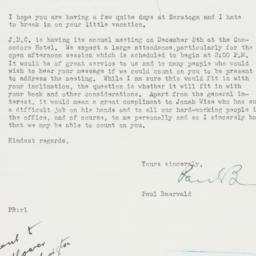 I hope you are having a few quite days at Saratoga and I hate
to break in on your little vacation.
J.D.C. is having its annual meeting on December 5th at the Com-
modore Hotel. We expect a large attendance, particularly for the
open afternoon session which is scheduled to begin at 2:00 P.M.
It would be of great service to us and to many people who would
wish to hear your message if we could count on you to be present
to address the meeting. While I am sure this would fit in with
your inclination, the question is whether it will fit in with
your book and other considerations. Apart from the general in-
terest, it would mean a great compliment to Jonah Wise who has su
a difficult job on his hands and to all our hard-working people i
the office, and of course, to me personally and so I sincerely ho
that we may be able to count on you.
Kindest regards,
Yours sincerely,
Paul B
Paul Baerwald
PB:rl
to